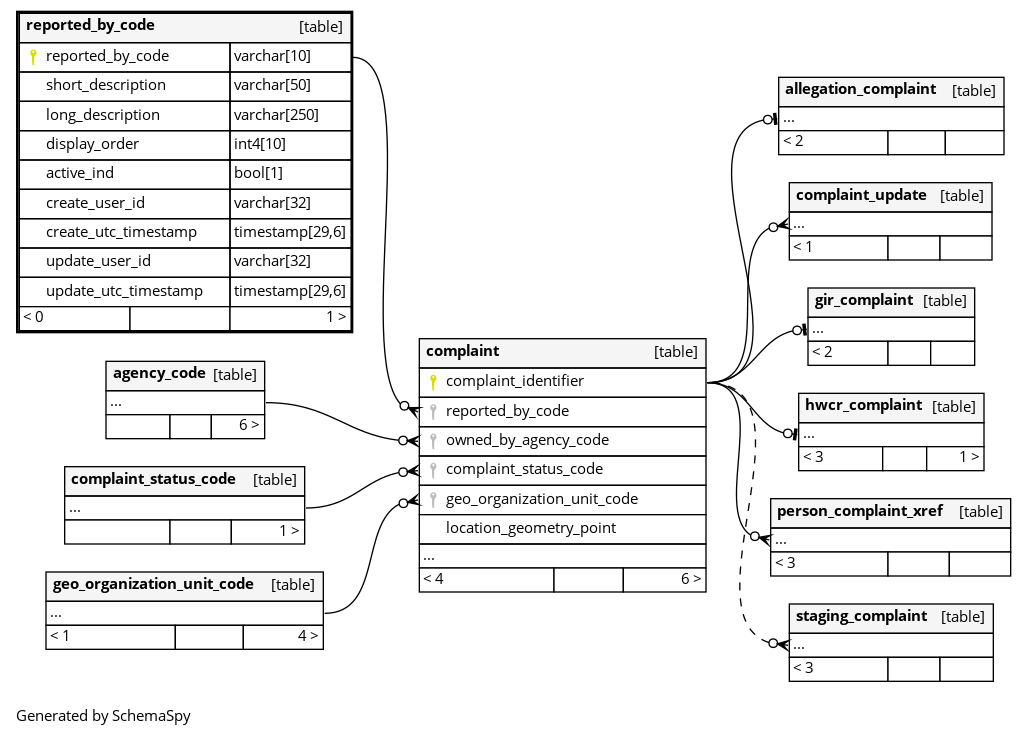 reported_by_code [table]
reported_by_code varchar[10]
short_description varchar[50]
long_description varchar[250]
display_order int4[10]
active_ind bool[1]
create_user_id varchar[32]
create_utc_timestamp timestamp[29,6]
update_user_id varchar[32]
update_utc_timestamp timestamp[29,6]
< 0 1 >
agency_code [table]
...
6 >
complaint_status_code [table]
...
1 >
geo_organization_unit_code [table]
...
< 1 4 >
complaint [table]
complaint_identifier
reported_by_code
owned_by_agency_code
complaint_status_code
geo_organization_unit_code
location_geometry_point
...
< 4 6 >
allegation_complaint [table]
...
< 2
complaint_update [table]
...
< 1
gir_complaint [table]
...
< 2
hwcr_complaint [table]
...
< 3 1 >
person_complaint_xref [table]
...
< 3
staging_complaint [table]
...
< 3
Generated by SchemaSpy